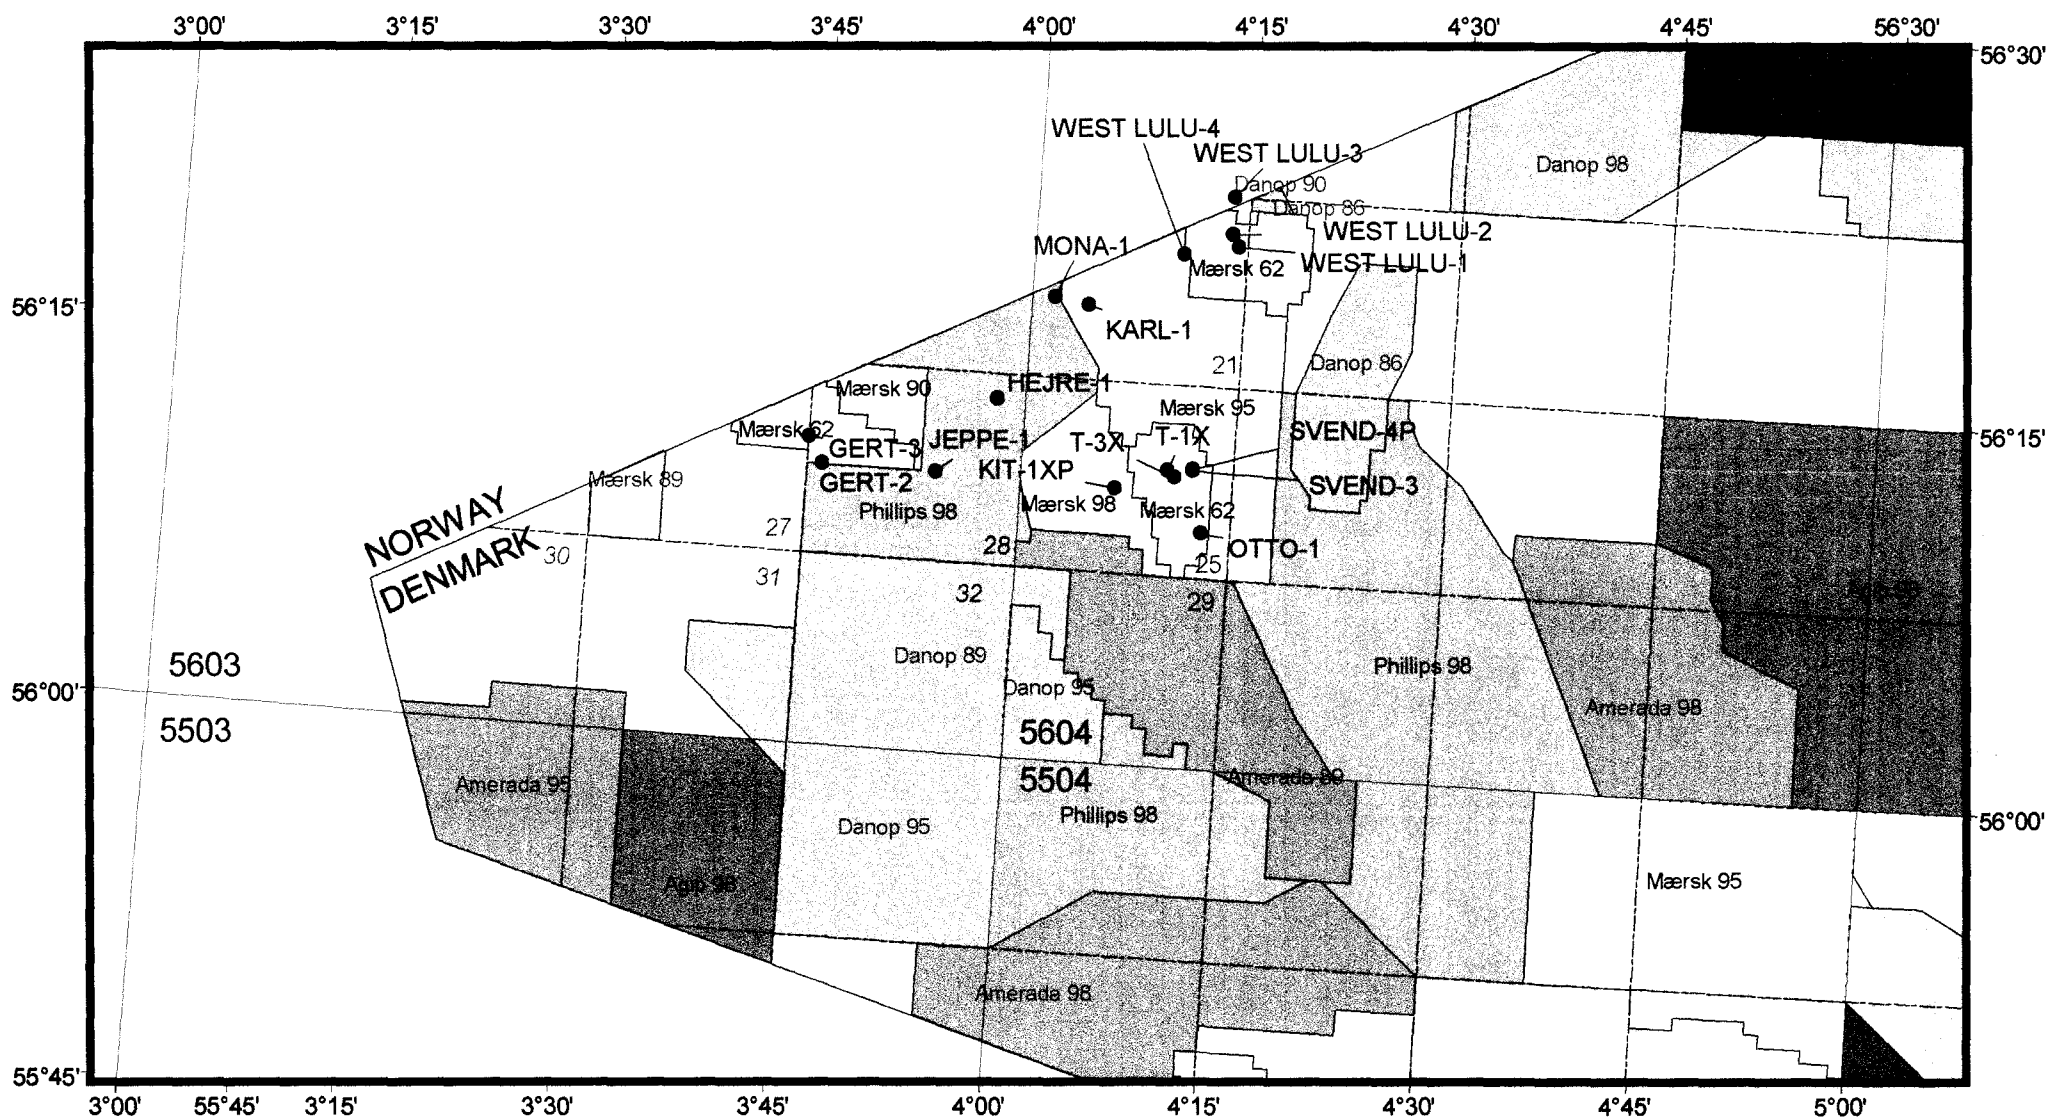 3°00' 3°15' 3°30' 3°45' 4°00' 4°15' 4°30' 4°45' 56°30'
56°30'
WEST LULU-4
WEST LULU-3
Danop 98
Danop 90
Danop 86
WEST LULU-2
MONA-1
WEST LULU-1
Mærsk 62
56°15'
KARL-1
21
Danop 86
HEJRE-1
Mærsk 90
Mærsk 95
Mærsk 62
T-3X
T-1X
SVEND-4P
56°15'
GERT-3
JEPPE-1
KIT-1XP
Mærsk 89
GERT-2
SVEND-3
Mærsk 98
Phillips 98
Mærsk 62
NORWAY
DENMARK
27
28
OTTO-1
30
25
31
32
29
5603
Danop 89
Phillips 98
56°00'
Danop 95
Amerada 98
5503
5604
5504
Amerada 89
Amerada 95
Phillips 98
56°00'
Danop 95
Agip 98
Mærsk 95
Amerada 98
55°45'
3°00' 55°45' 3°15' 3°30' 3°45' 4°00' 4°15' 4°30' 4°45' 5°00'